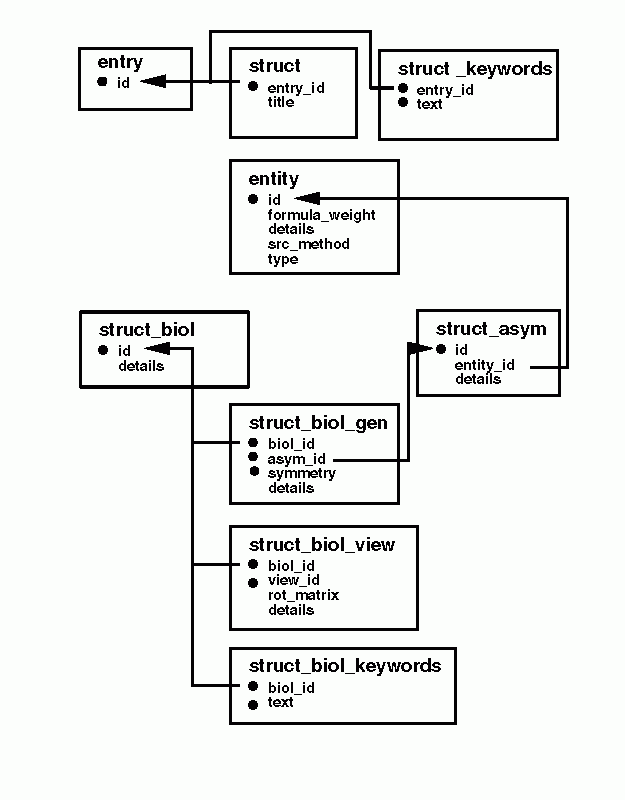 entry
id
struct
entry_id
title
struct _keywords
entry_id
text
entity
id
formula_weight
details
src_method
type
struct_biol
id
details
struct_asym
id
entity_id
details
struct_biol_gen
biol_id
asym_id
symmetry
details
struct_biol_view
biol_id
view_id
rot_matrix
details
struct_biol_keywords
biol_id
text